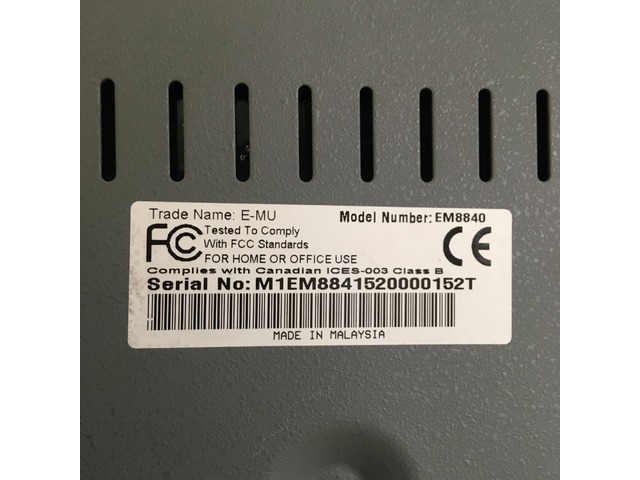 Trade Name: E-MU Model Number: EM8840
FC Tested To Comply
With FCC Standards
FOR HOME OR OFFICE USE
CE
Complies with Canadian ICES-003 Class B
Serial No: M1EM8841520000152T
MADE IN MALAYSIA